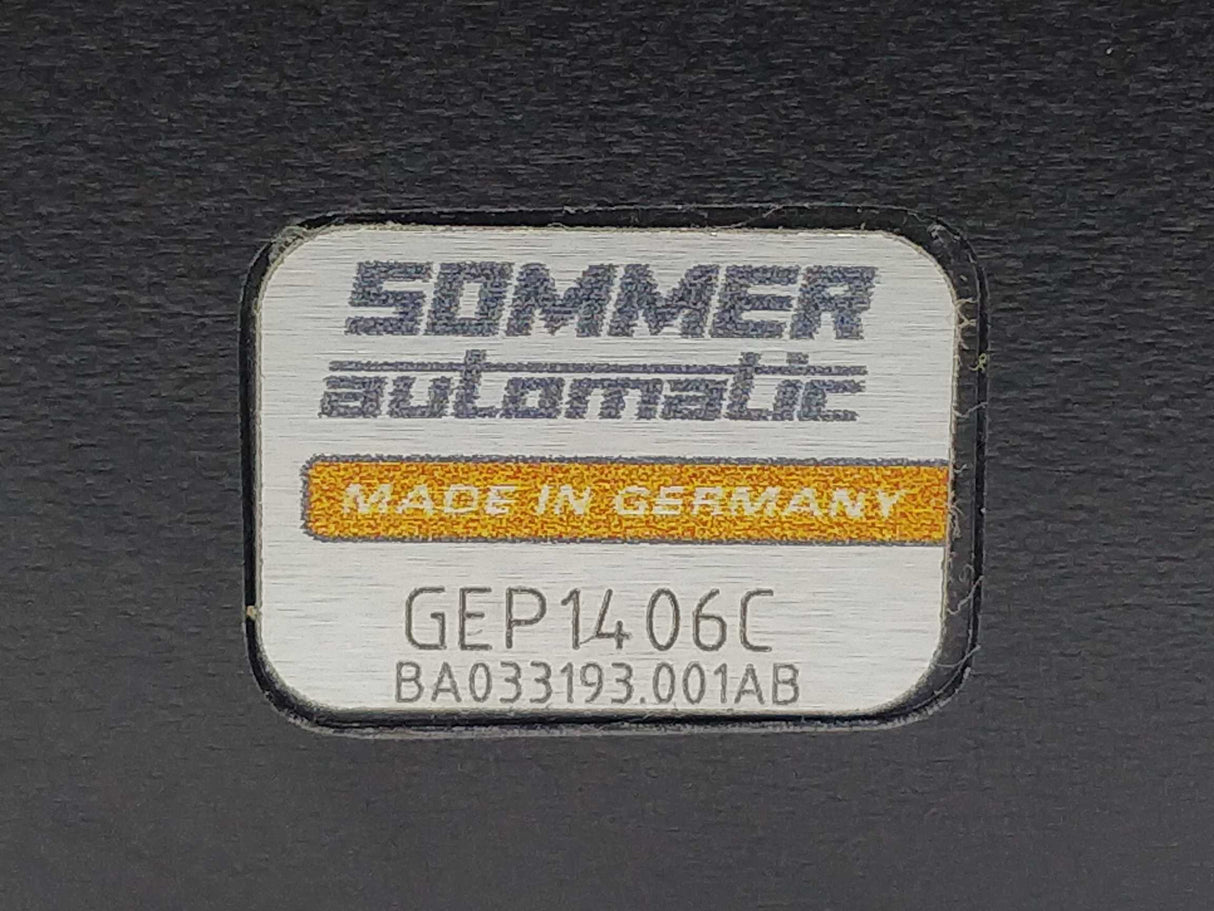 SOMMER
automatic
MADE IN GERMANY
GEP1406C
BA033193.001AB